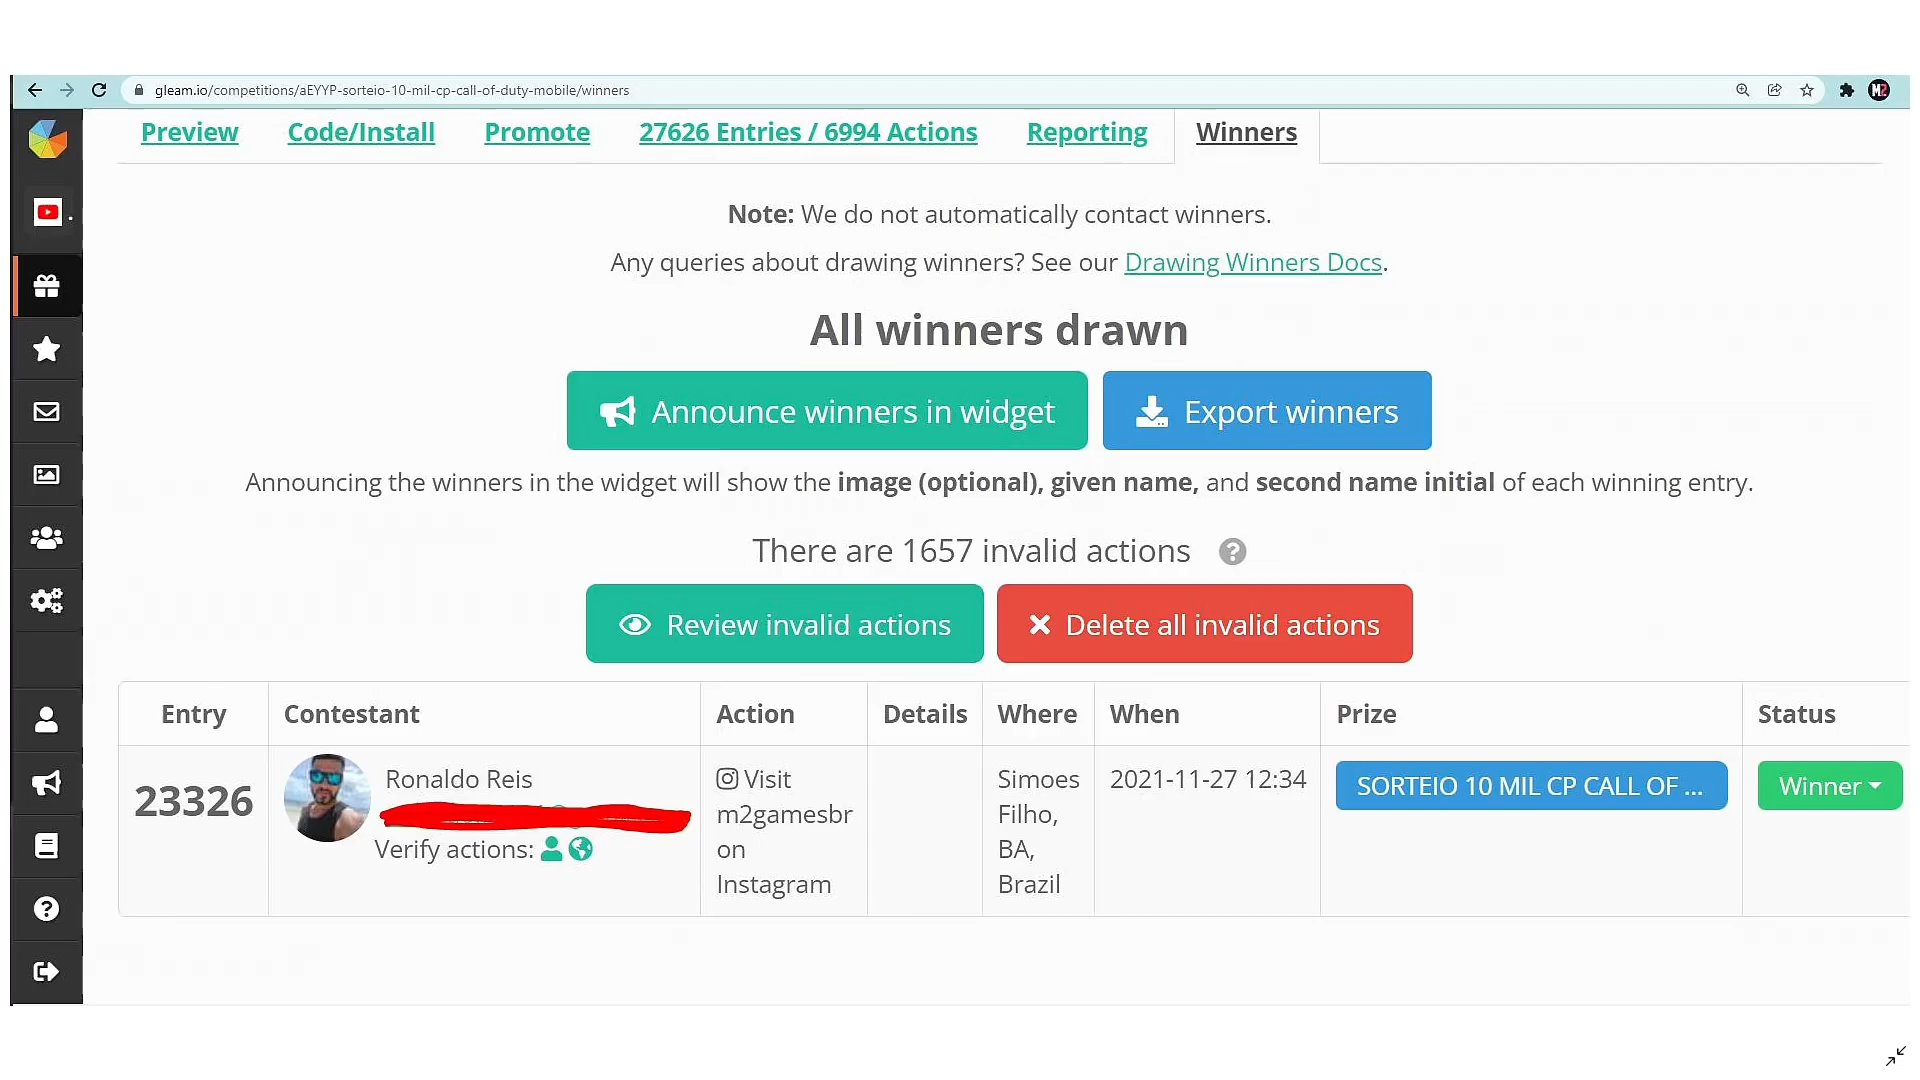 gleam.io/competitions/aEYYP-sorteio-10-mil-cp-call-of-duty-mobile/winners
M2
Preview Code/Install Promote 27626 Entries / 6994 Actions Reporting Winners
Note: We do not automatically contact winners.
Any queries about drawing winners? See our Drawing Winners Docs.
All winners drawn
Announce winners in widget Export winners
Announcing the winners in the widget will show the image (optional), given name, and second name initial of each winning entry.
There are 1657 invalid actions ?
Review invalid actions Delete all invalid actions
Entry Contestant Action Details Where When Prize Status
23326 Ronaldo Reis Visit Simoes 2021-11-27 12:34 SORTEIO 10 MIL CP CALL OF ... Winner
m2gamesbr Filho,
Verify actions: on BA,
Instagram Brazil